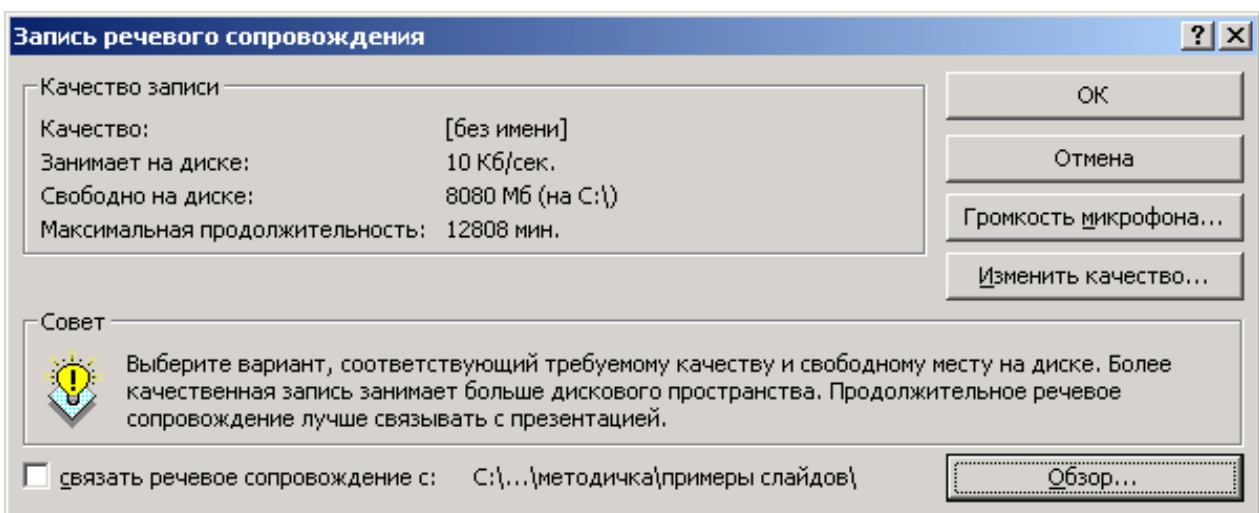 Запись речевого сопровождения
Качество записи
Качество: [без имени]
Занимает на диске: 10 Кб/сек.
Свободно на диске: 8080 Мб (на C:\)
Максимальная продолжительность: 12808 мин.
ОК
Отмена
Громкость микрофона...
Изменить качество...
Совет
Выберите вариант, соответствующий требуемому качеству и свободному месту на диске. Более
качественная запись занимает больше дискового пространства. Продолжительное речевое
сопровождение лучше связывать с презентацией.
связать речевое сопровождение с: C:\...\методичка\примеры слайдов\
Обзор...